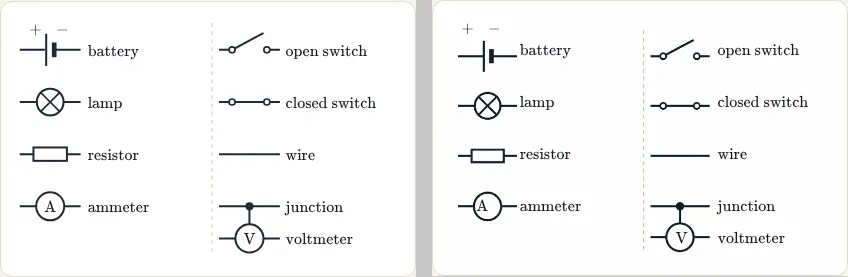 + −
battery
lamp
resistor
A ammeter
open switch
closed switch
wire
junction
V voltmeter
+ −
battery
lamp
resistor
A ammeter
open switch
closed switch
wire
junction
V voltmeter